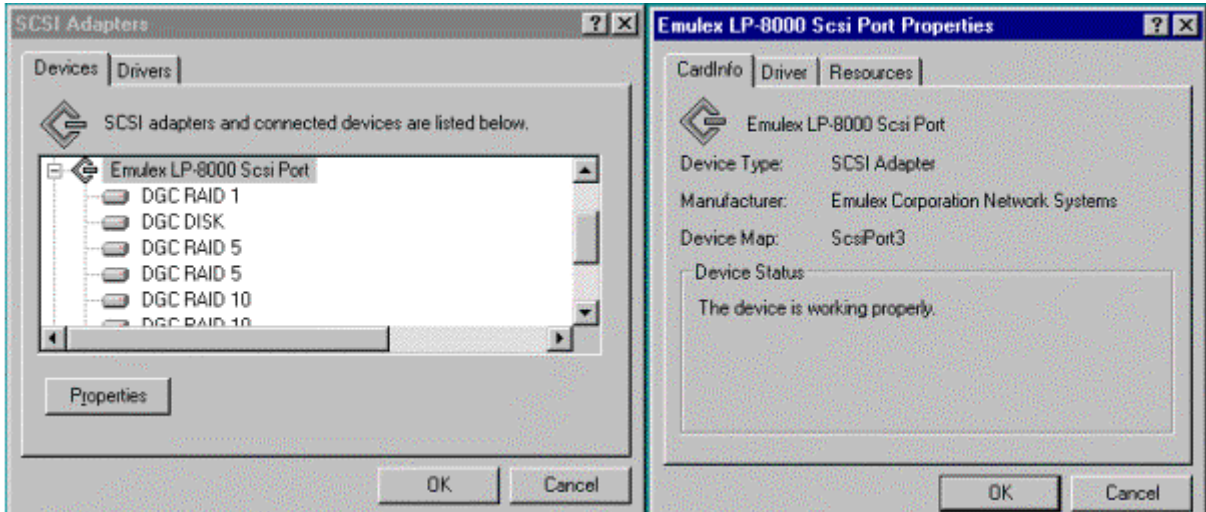 SCSI Adapters
Devices
Drivers
SCSI adapters and connected devices are listed below.
Emulex LP-8000 Scsi Port
DGC RAID 1
DGC DISK
DGC RAID 5
DGC RAID 5
DGC RAID 10
DGC RAID 10
Properties
OK
Cancel
Emulex LP-8000 Scsi Port Properties
CardInfo
Driver
Resources
Emulex LP-8000 Scsi Port
Device Type: SCSI Adapter
Manufacturer: Emulex Corporation Network Systems
Device Map: ScsiPort3
Device Status
The device is working properly.
OK
Cancel